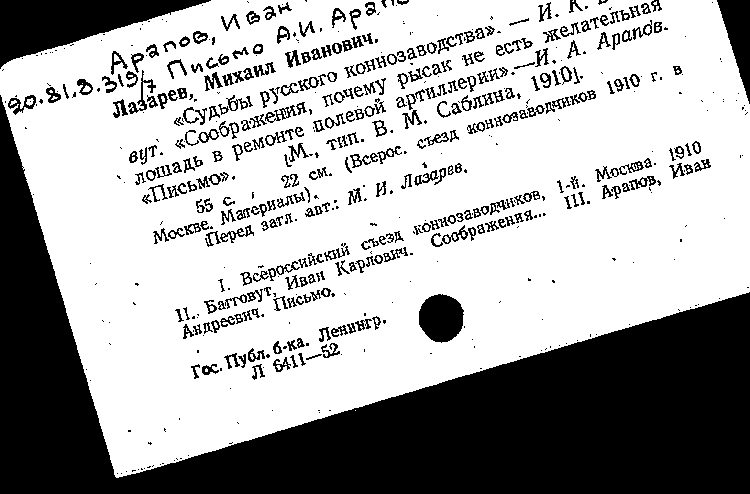 Арапов, Иван
20.81.8.319/7 Письмо А.И. Арапо
Лазарев, Михаил Иванович.
«Судьбы русского коннозаводства». — И. К.
вут. «Соображения, почему рысак не есть желательная
лошадь в ремонте полевой артиллерии».—И. А. Арапов.
«Письмо». [М., тип. В. М. Саблина, 1910].
55 с. , 22 см. (Всерос. съезд коннозаводчиков 1910 г. в
Москве. Материалы).
Перед загл. авт.: М. И. Лазарев.
I. Всероссийский съезд коннозаводчиков, 1-й. Москва. 1910
II. Баговут, Иван Карлович. Соображения... III. Арапов, Иван
Андреевич. Письмо.
Гос. Публ. б-ка. Ленингр.
Л 6411—52